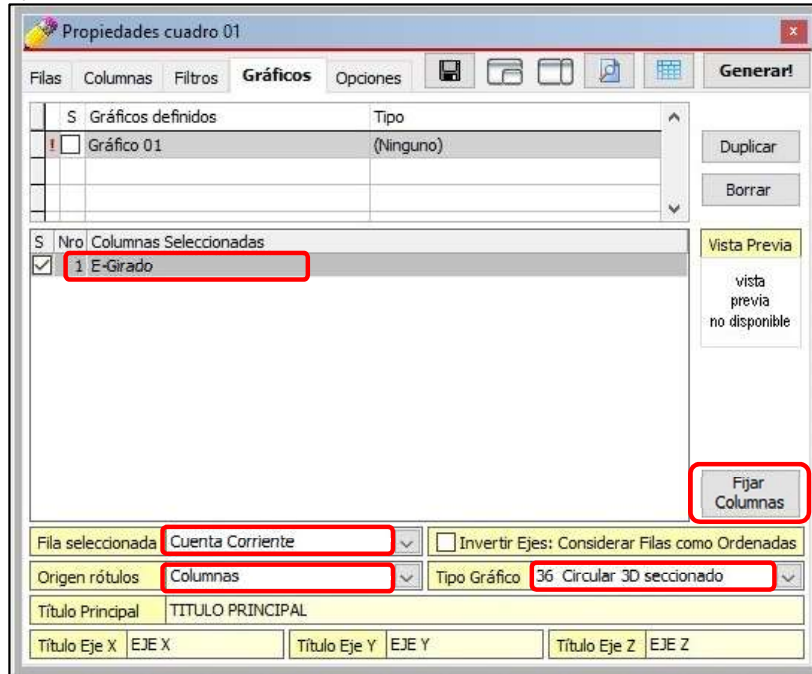 Propiedades cuadro 01
x
Filas Columnas Filtros Gráficos Opciones Generar!
S Gráficos definidos Tipo
! Gráfico 01 (Ninguno)
Duplicar
Borrar
S Nro Columnas Seleccionadas
1 E-Girado
Vista Previa
vista
previa
no disponible
Fijar
Columnas
Fila seleccionada Cuenta Corriente Invertir Ejes: Considerar Filas como Ordenadas
Origen rótulos Columnas Tipo Gráfico 36 Circular 3D seccionado
Título Principal TITULO PRINCIPAL
Título Eje X EJE X Título Eje Y EJE Y Título Eje Z EJE Z